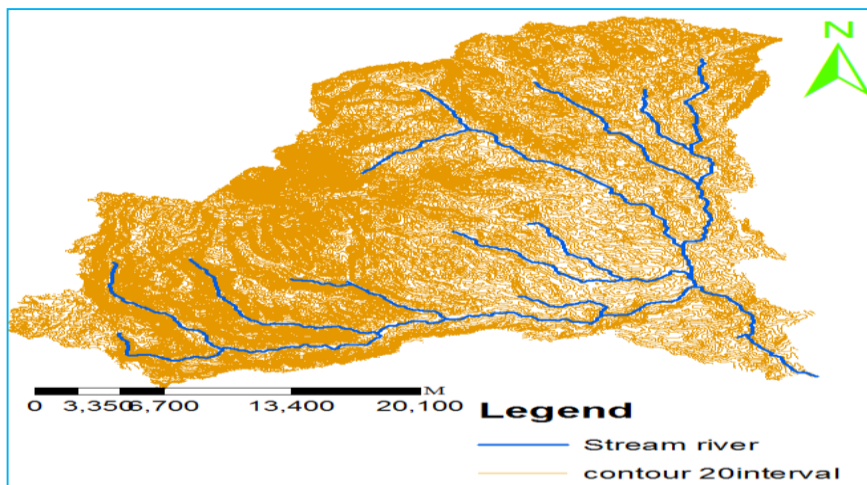 N
M
0 3,350 6,700 13,400 20,100
Legend
Stream river
contour 20interval